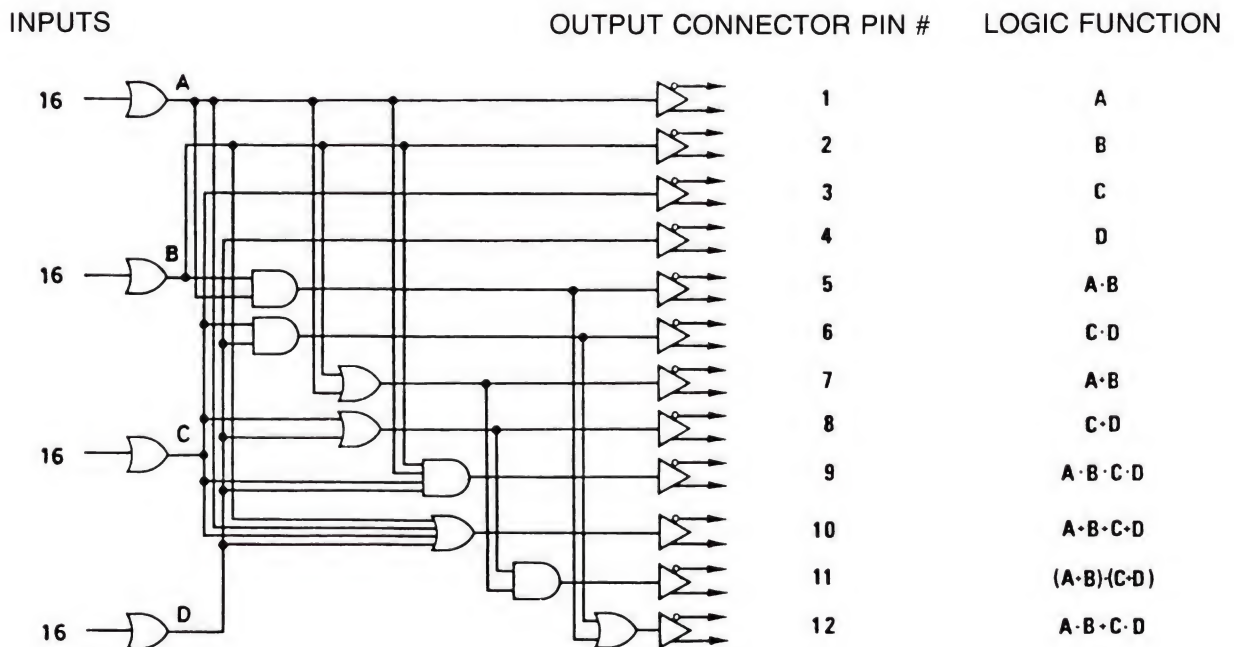 INPUTS OUTPUT CONNECTOR PIN # LOGIC FUNCTION
16 A 1 A
2 B
3 C
4 D
16 B 5 A·B
6 C·D
7 A+B
8 C+D
16 C 9 A·B·C·D
10 A+B+C+D
11 (A+B)·(C+D)
16 D 12 A·B+C·D